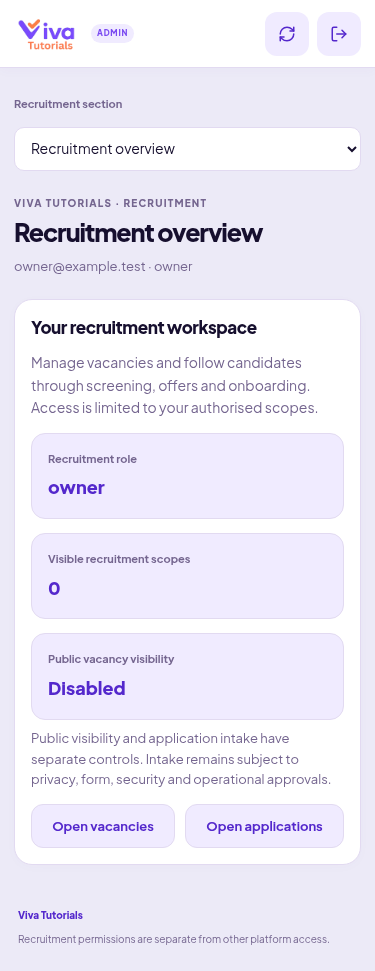 Viva
Tutorials
ADMIN
Recruitment section
Recruitment overview
VIVA TUTORIALS · RECRUITMENT
Recruitment overview
owner@example.test · owner
Your recruitment workspace
Manage vacancies and follow candidates
through screening, offers and onboarding.
Access is limited to your authorised scopes.
Recruitment role
owner
Visible recruitment scopes
0
Public vacancy visibility
Disabled
Public visibility and application intake have
separate controls. Intake remains subject to
privacy, form, security and operational approvals.
Open vacancies
Open applications
Viva Tutorials
Recruitment permissions are separate from other platform access.